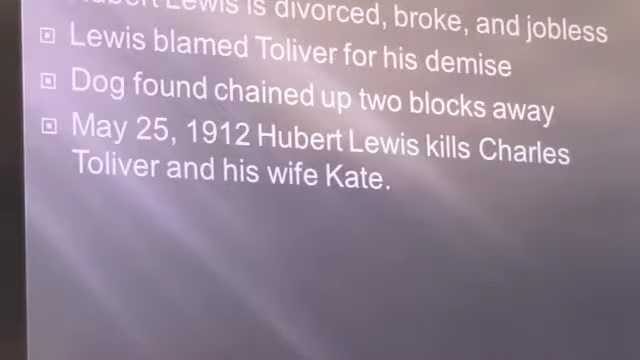 Hubert Lewis is divorced, broke, and jobless
Lewis blamed Toliver for his demise
Dog found chained up two blocks away
May 25, 1912 Hubert Lewis kills Charles
Toliver and his wife Kate.